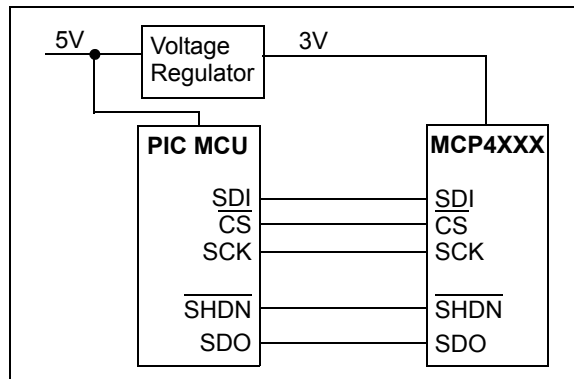 5V
Voltage
Regulator
3V
PIC MCU
MCP4XXX
SDI
SDI
CS
CS
SCK
SCK
SHDN
SHDN
SDO
SDO